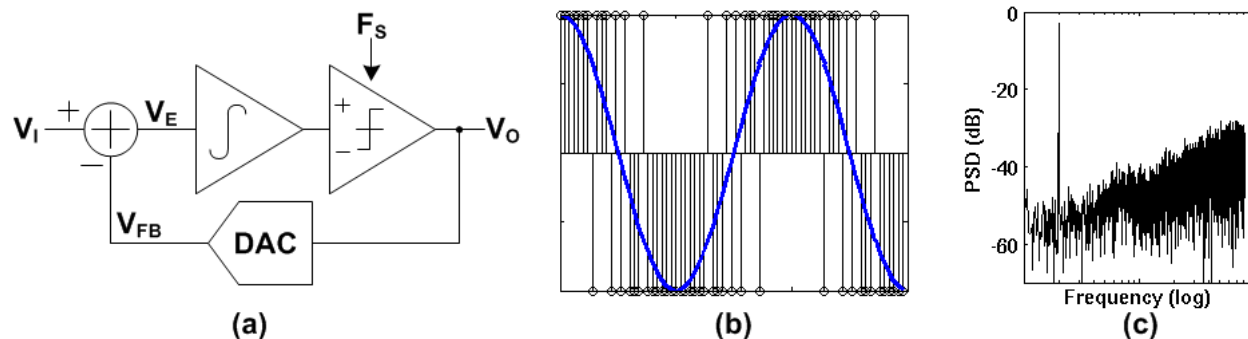 F_S
+
V_I
−
V_E
+
−
V_O
V_FB
DAC
(a)
(b)
0
-20
-40
-60
PSD (dB)
Frequency (log)
(c)